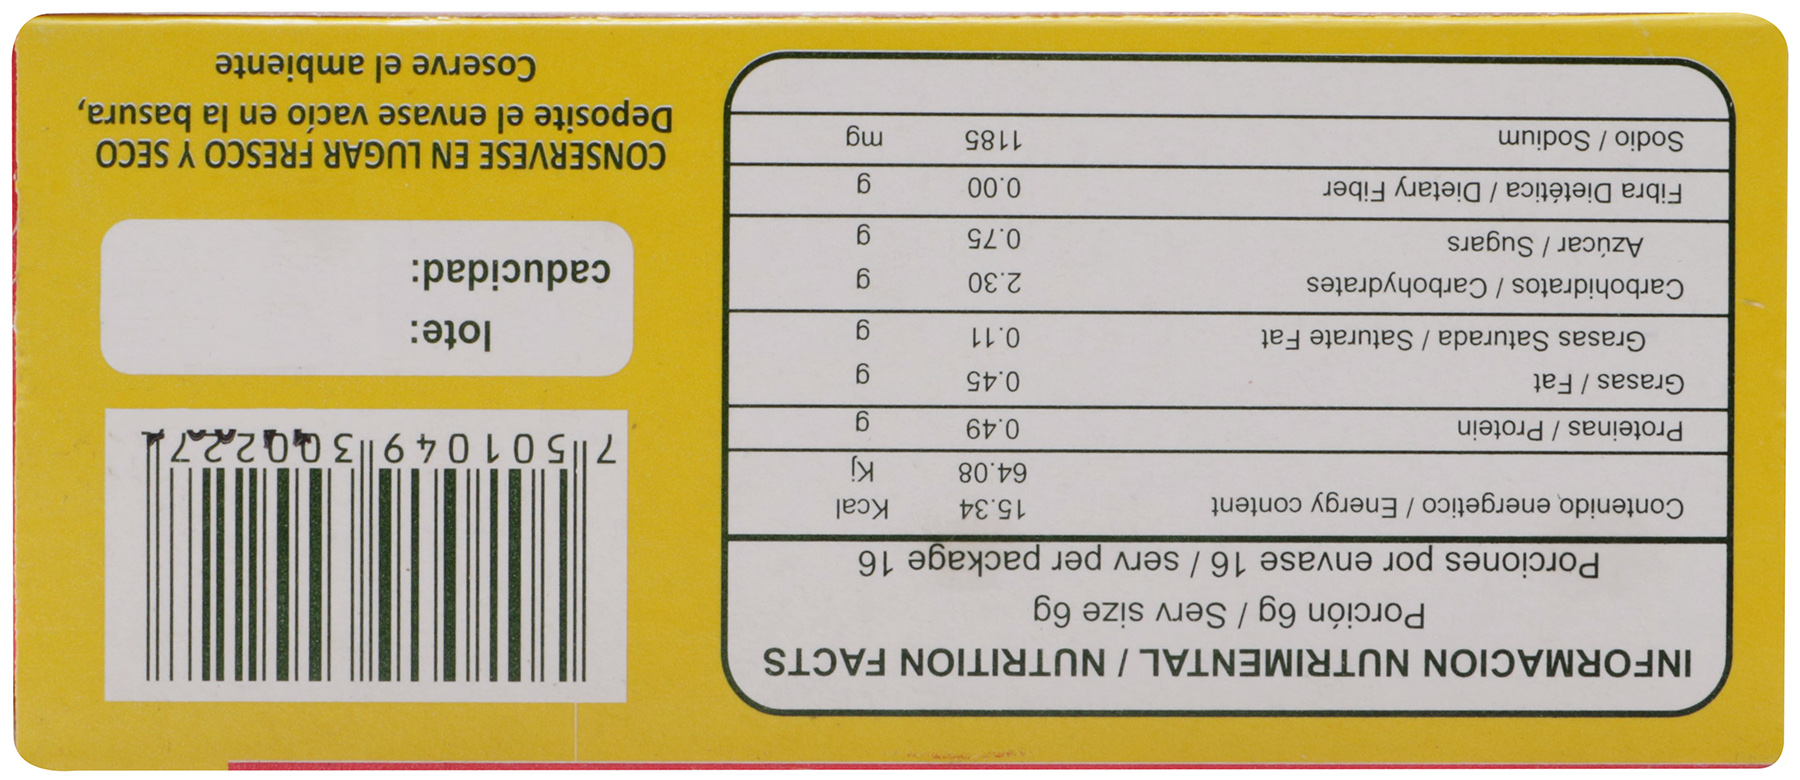 INFORMACION NUTRIMENTAL / NUTRITION FACTS
Porción 6g / Serv size 6g
Porciones por envase 16 / serv per package 16
Contenido energetico / Energy content 15.34 Kcal
64.08 Kj
Proteinas / Protein 0.49 g
Grasas / Fat 0.45 g
Grasas Saturada / Saturate Fat 0.11 g
Carbohidratos / Carbohydrates 2.30 g
Azúcar / Sugars 0.75 g
Fibra Dietética / Dietary Fiber 0.00 g
Sodio / Sodium 1185 mg
7 501049 300227
lote:
caducidad:
CONSERVESE EN LUGAR FRESCO Y SECO
Deposite el envase vacío en la basura,
Coserve el ambiente